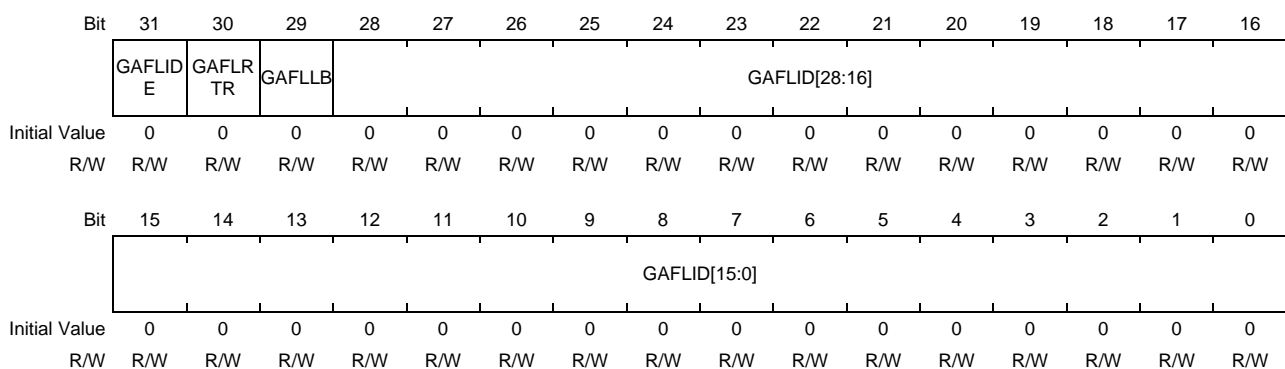 Bit 31 30 29 28 27 26 25 24 23 22 21 20 19 18 17 16
GAFLID GAFLR GAFLLB GAFLID[28:16]
E TR
Initial Value 0 0 0 0 0 0 0 0 0 0 0 0 0 0 0 0
R/W R/W R/W R/W R/W R/W R/W R/W R/W R/W R/W R/W R/W R/W R/W R/W R/W
Bit 15 14 13 12 11 10 9 8 7 6 5 4 3 2 1 0
GAFLID[15:0]
Initial Value 0 0 0 0 0 0 0 0 0 0 0 0 0 0 0 0
R/W R/W R/W R/W R/W R/W R/W R/W R/W R/W R/W R/W R/W R/W R/W R/W R/W